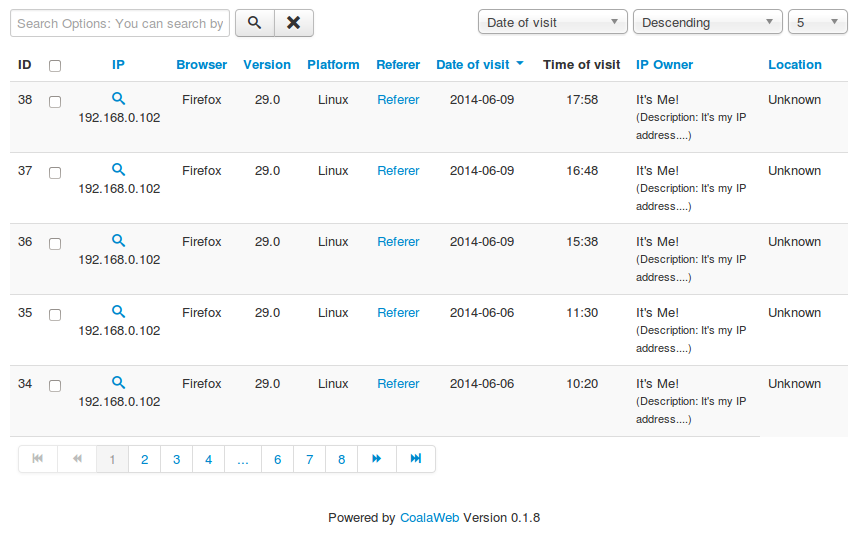 Search Options: You can search by
Date of visit
Descending
5
ID IP Browser Version Platform Referer Date of visit Time of visit IP Owner Location
38 192.168.0.102 Firefox 29.0 Linux Referer 2014-06-09 17:58 It's Me! Unknown
(Description: It's my IP
address....)
37 192.168.0.102 Firefox 29.0 Linux Referer 2014-06-09 16:48 It's Me! Unknown
(Description: It's my IP
address....)
36 192.168.0.102 Firefox 29.0 Linux Referer 2014-06-09 15:38 It's Me! Unknown
(Description: It's my IP
address....)
35 192.168.0.102 Firefox 29.0 Linux Referer 2014-06-06 11:30 It's Me! Unknown
(Description: It's my IP
address....)
34 192.168.0.102 Firefox 29.0 Linux Referer 2014-06-06 10:20 It's Me! Unknown
(Description: It's my IP
address....)
1 2 3 4 ... 6 7 8
Powered by CoalaWeb Version 0.1.8